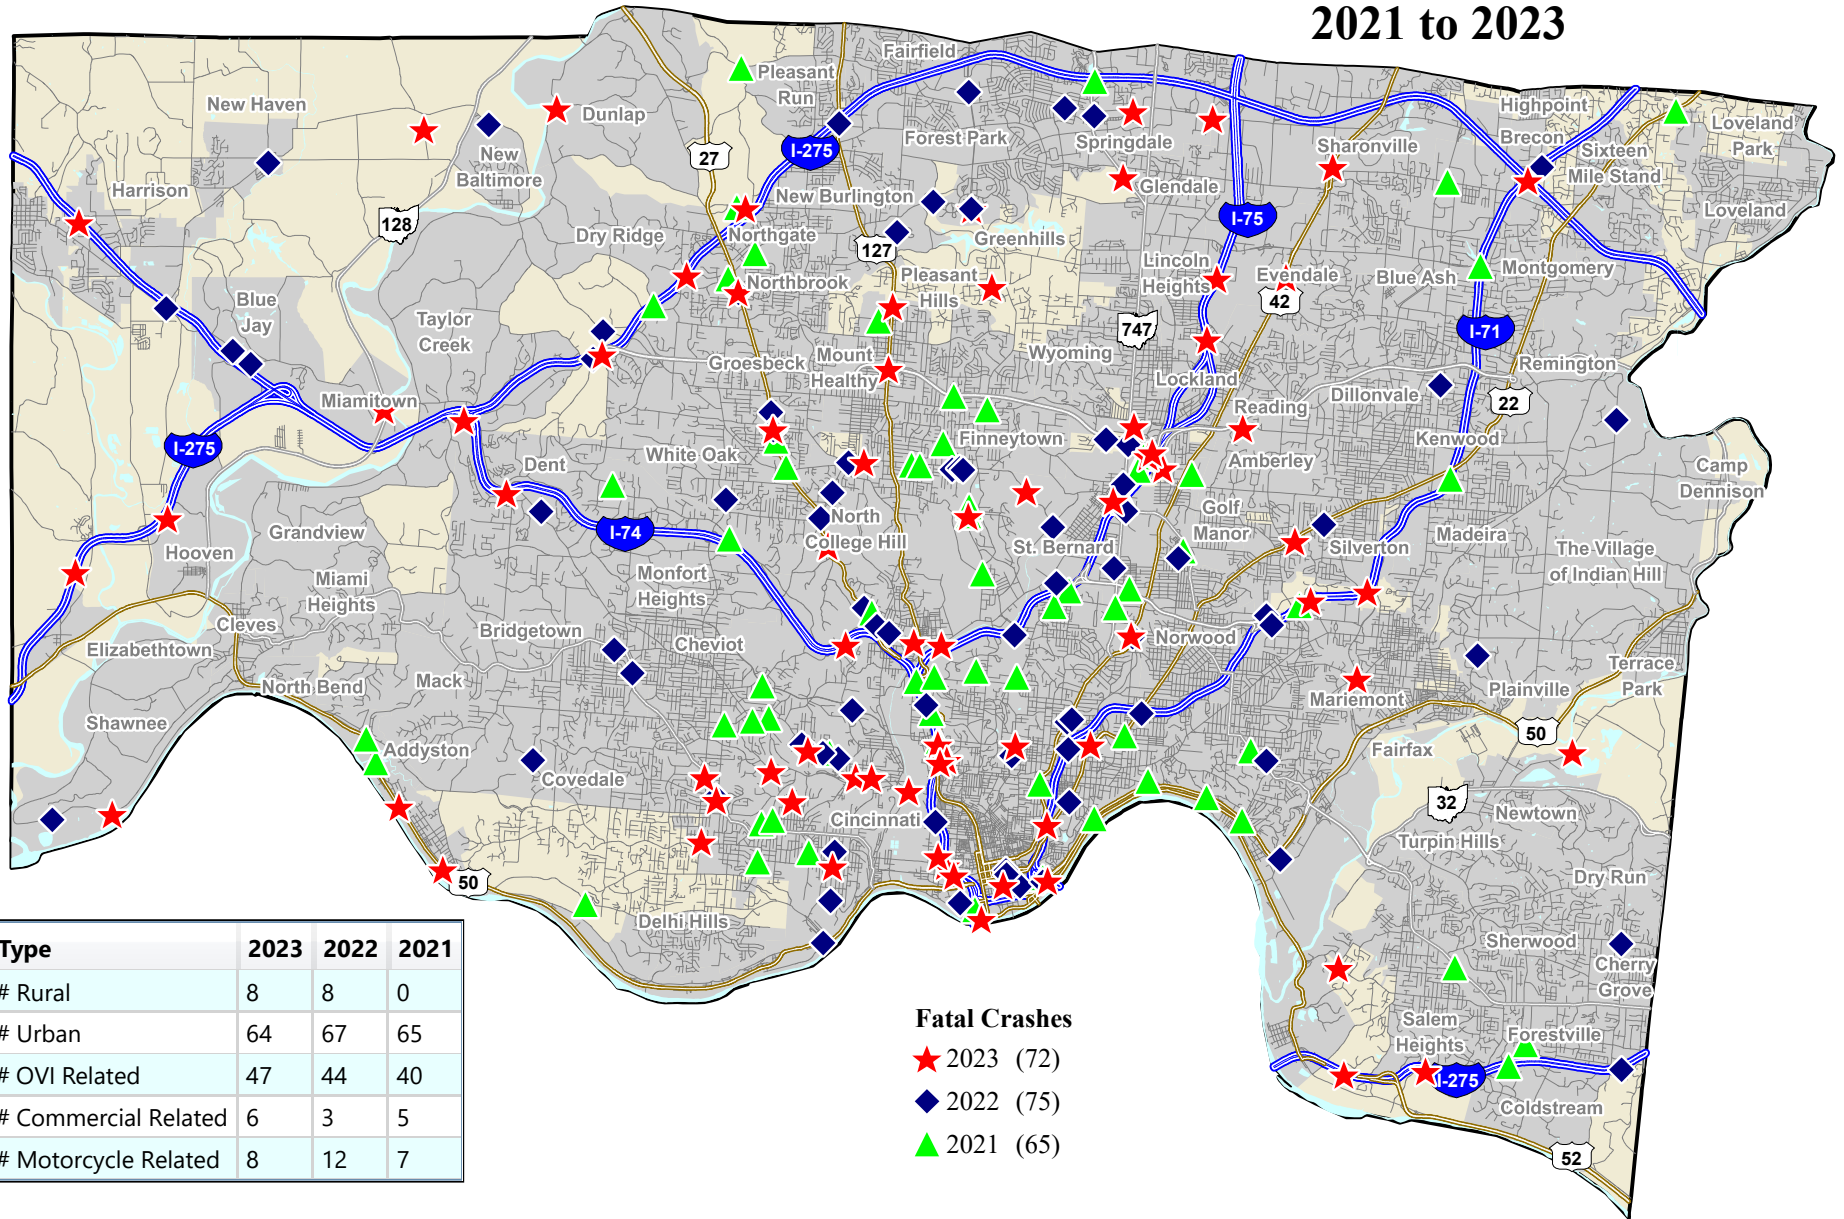 2021 to 2023
Fairfield
Pleasant
Run
New Haven
Dunlap
Highpoint
Loveland
Park
Forest Park
Springdale
Brecon
Sixteen
Mile Stand
Sharonville
27
I-275
New
Baltimore
Harrison
Glendale
New Burlington
128
I-75
Loveland
Dry Ridge
Northgate
127
Greenhills
Lincoln
Heights
Evendale
Blue Ash
Montgomery
Pleasant
Hills
Northbrook
Blue
Jay
42
Taylor
Creek
747
I-71
Groesbeck
Mount
Healthy
Wyoming
Remington
Lockland
Dillonvale
22
Miamitown
Reading
Finneytown
Kenwood
I-275
White Oak
Dent
Amberley
Camp
Dennison
Golf
Manor
North
College Hill
I-74
Grandview
Madeira
St. Bernard
Silverton
The Village
of Indian Hill
Hooven
Miami
Heights
Monfort
Heights
Cleves
Bridgetown
Cheviot
Norwood
Elizabethtown
Terrace
Park
North Bend
Mack
Mariemont
Plainville
Shawnee
50
Addyston
Fairfax
Covedale
32
Newtown
Cincinnati
Turpin Hills
50
Dry Run
Delhi Hills
Sherwood
Cherry
Grove
Salem
Heights
Forestville
I-275
Coldstream
52
Type 2023 2022 2021
# Rural 8 8 0
# Urban 64 67 65
# OVI Related 47 44 40
# Commercial Related 6 3 5
# Motorcycle Related 8 12 7
Fatal Crashes
2023 (72)
2022 (75)
2021 (65)